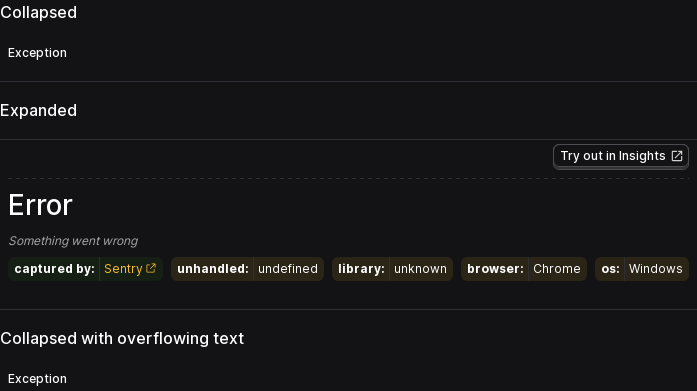 Collapsed
Exception
Expanded
Try out in Insights
Error
Something went wrong
captured by: Sentry unhandled: undefined library: unknown browser: Chrome os: Windows
Collapsed with overflowing text
Exception